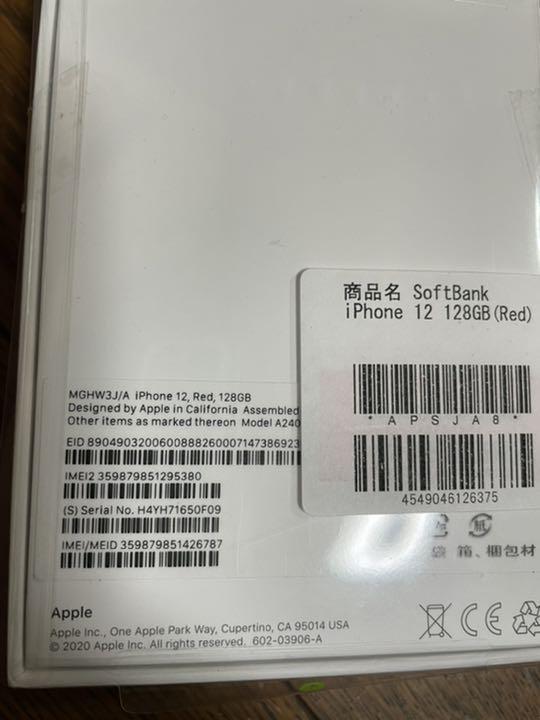 商品名 SoftBank
iPhone 12 128GB(Red)
*APSJA8*
4549046126375
MGHW3J/A iPhone 12, Red, 128GB
Designed by Apple in California Assembled
Other items as marked thereon Model A240
EID 89049032006008882600071473869​23
IMEI2 359879851295380
(S) Serial No. H4YH71650F09
IMEI/MEID 359879851426787
紙
袋 箱、梱包材
Apple
Apple Inc., One Apple Park Way, Cupertino, CA 95014 USA
© 2020 Apple Inc. All rights reserved. 602-03906-A
CE